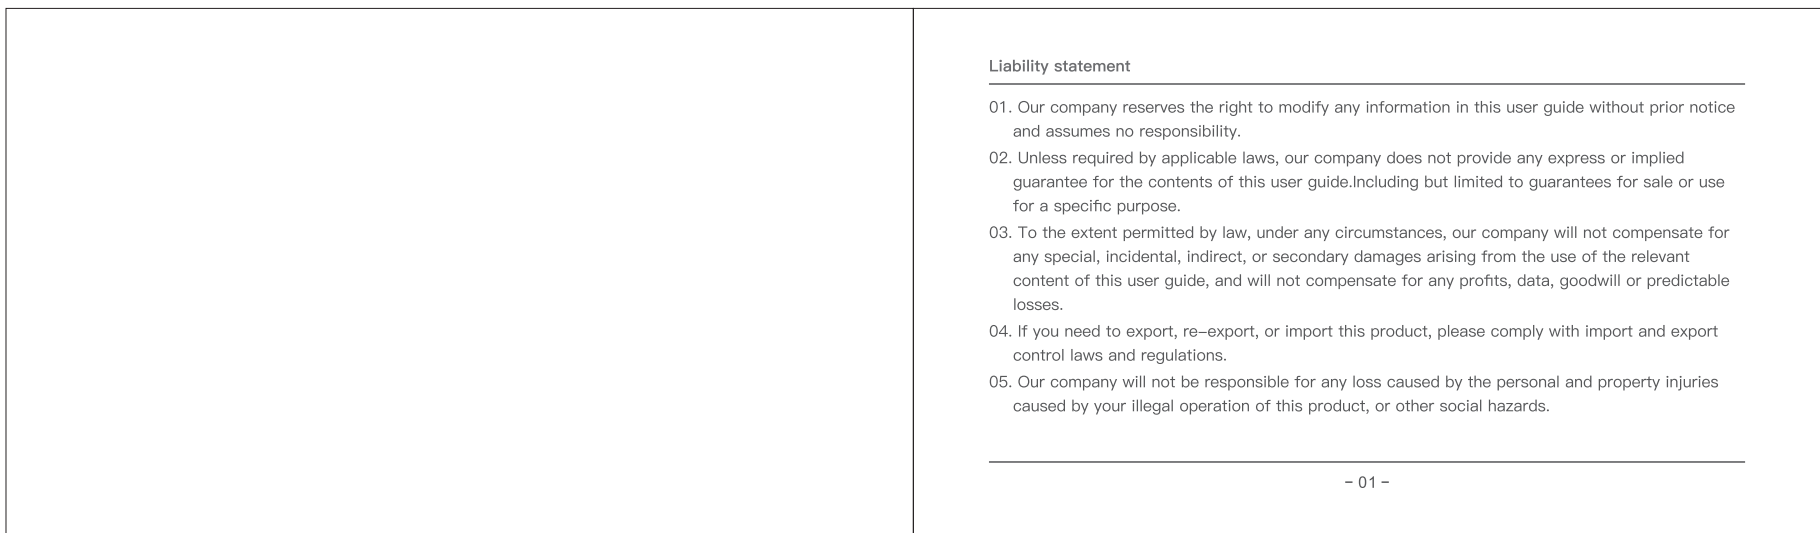 Liability statement
01. Our company reserves the right to modify any information in this user guide without prior notice
and assumes no responsibility.
02. Unless required by applicable laws, our company does not provide any express or implied
guarantee for the contents of this user guide.Including but limited to guarantees for sale or use
for a specific purpose.
03. To the extent permitted by law, under any circumstances, our company will not compensate for
any special, incidental, indirect, or secondary damages arising from the use of the relevant
content of this user guide, and will not compensate for any profits, data, goodwill or predictable
losses.
04. If you need to export, re-export, or import this product, please comply with import and export
control laws and regulations.
05. Our company will not be responsible for any loss caused by the personal and property injuries
caused by your illegal operation of this product, or other social hazards.
- 01 -